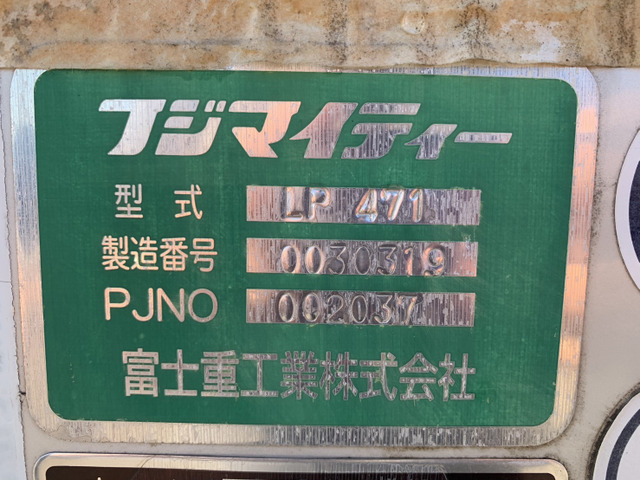 フジマイティー
型式 LP 471
製造番号 0030319
PJNO 002037
富士重工業株式会社